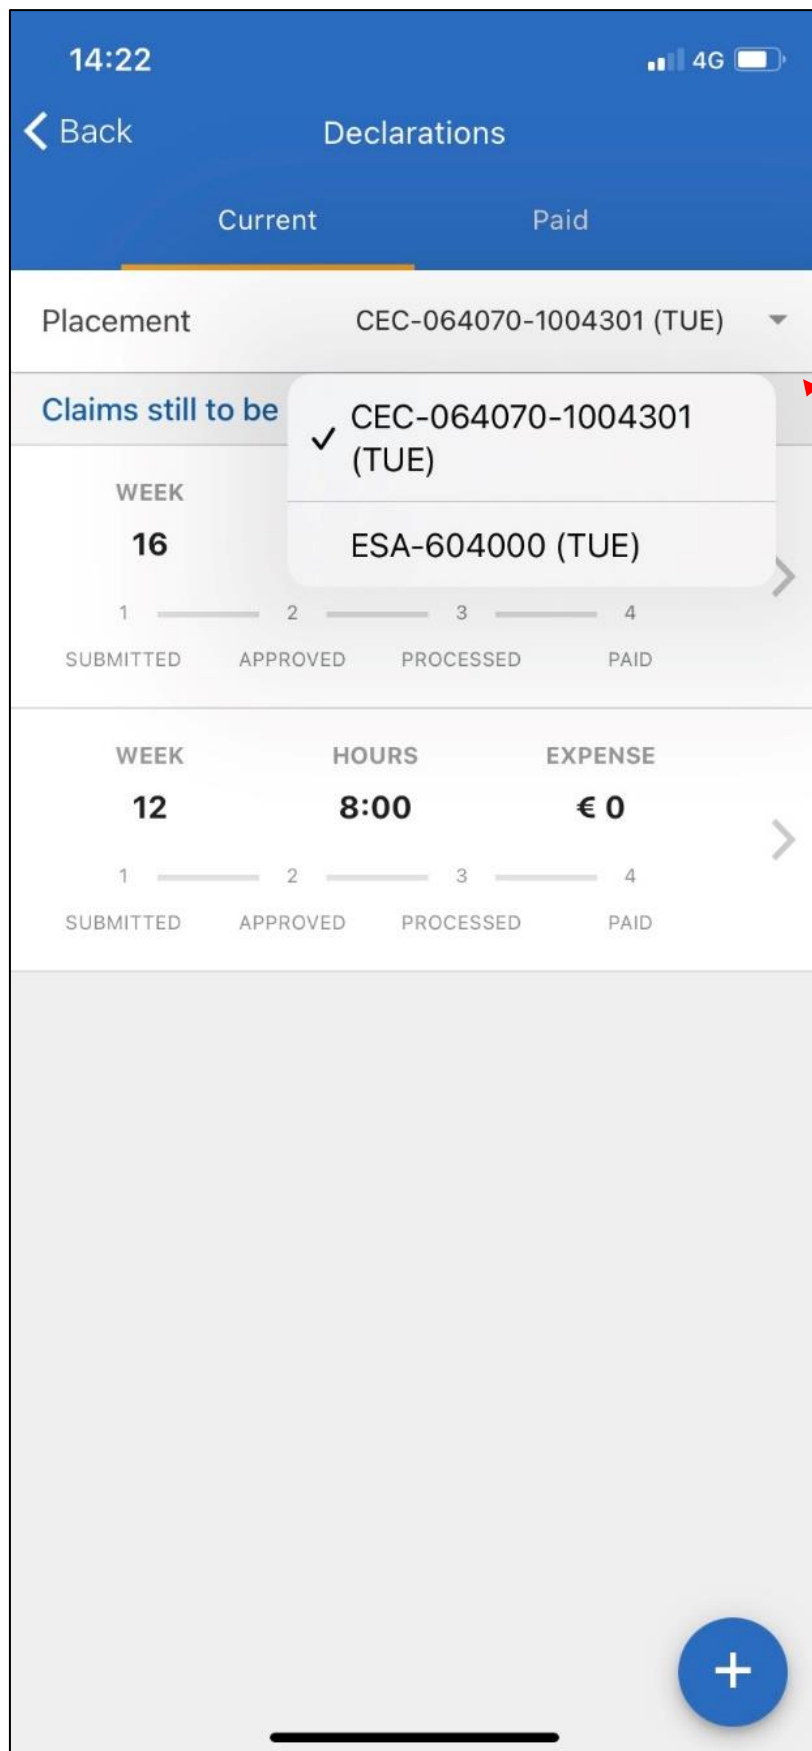 14:22 4G
Back Declarations
Current Paid
Placement CEC-064070-1004301 (TUE)
Claims still to be
CEC-064070-1004301
(TUE)
ESA-604000 (TUE)
WEEK
16
1 2 3 4
SUBMITTED APPROVED PROCESSED PAID
WEEK HOURS EXPENSE
12 8:00 € 0
1 2 3 4
SUBMITTED APPROVED PROCESSED PAID
+